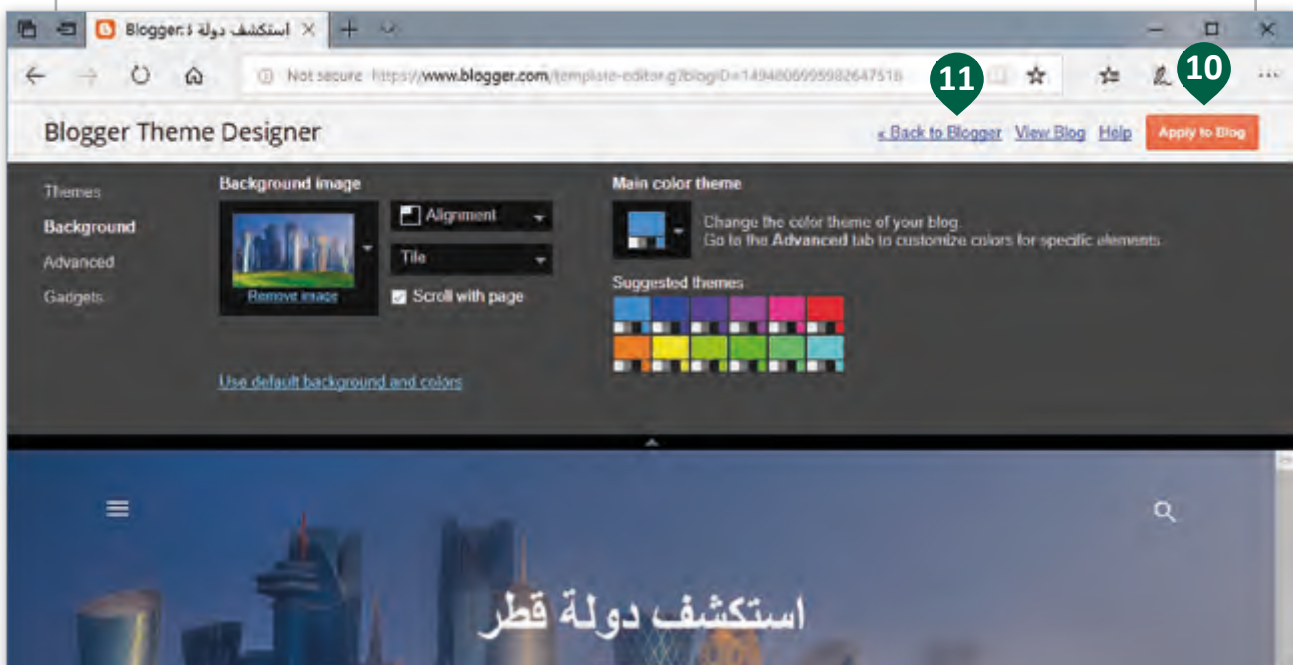 Blogger: استكشف دولة ة
Not secure https://www.blogger.com/template-editor.g?blogID=1494806995982647516
11
10
Blogger Theme Designer
« Back to Blogger View Blog Help Apply to Blog
Themes
Background
Advanced
Gadgets
Background image
Remove image
Alignment
Tile
Scroll with page
Use default background and colors
Main color theme
Change the color theme of your blog.
Go to the Advanced tab to customize colors for specific elements.
Suggested themes
استكشف دولة قطر